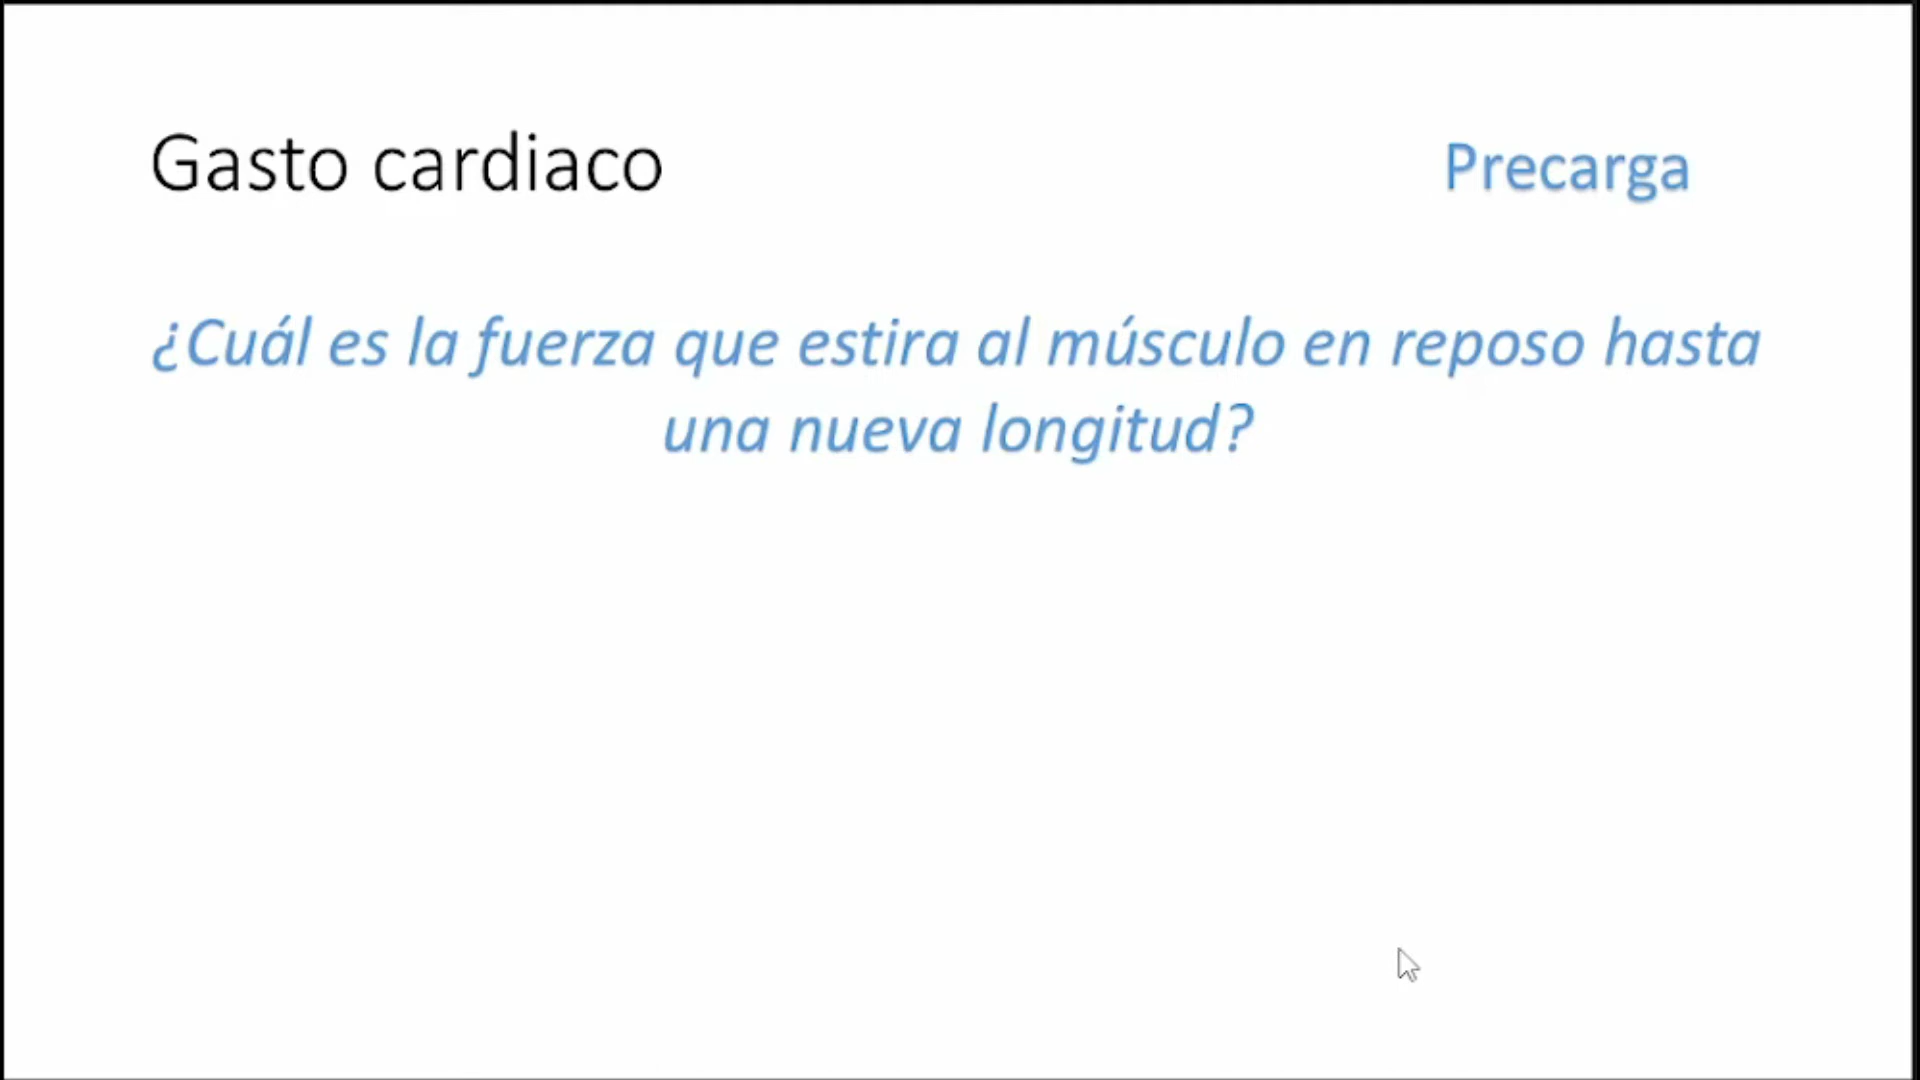 Gasto cardiaco
Precarga
¿Cuál es la fuerza que estira al músculo en reposo hasta
una nueva longitud?